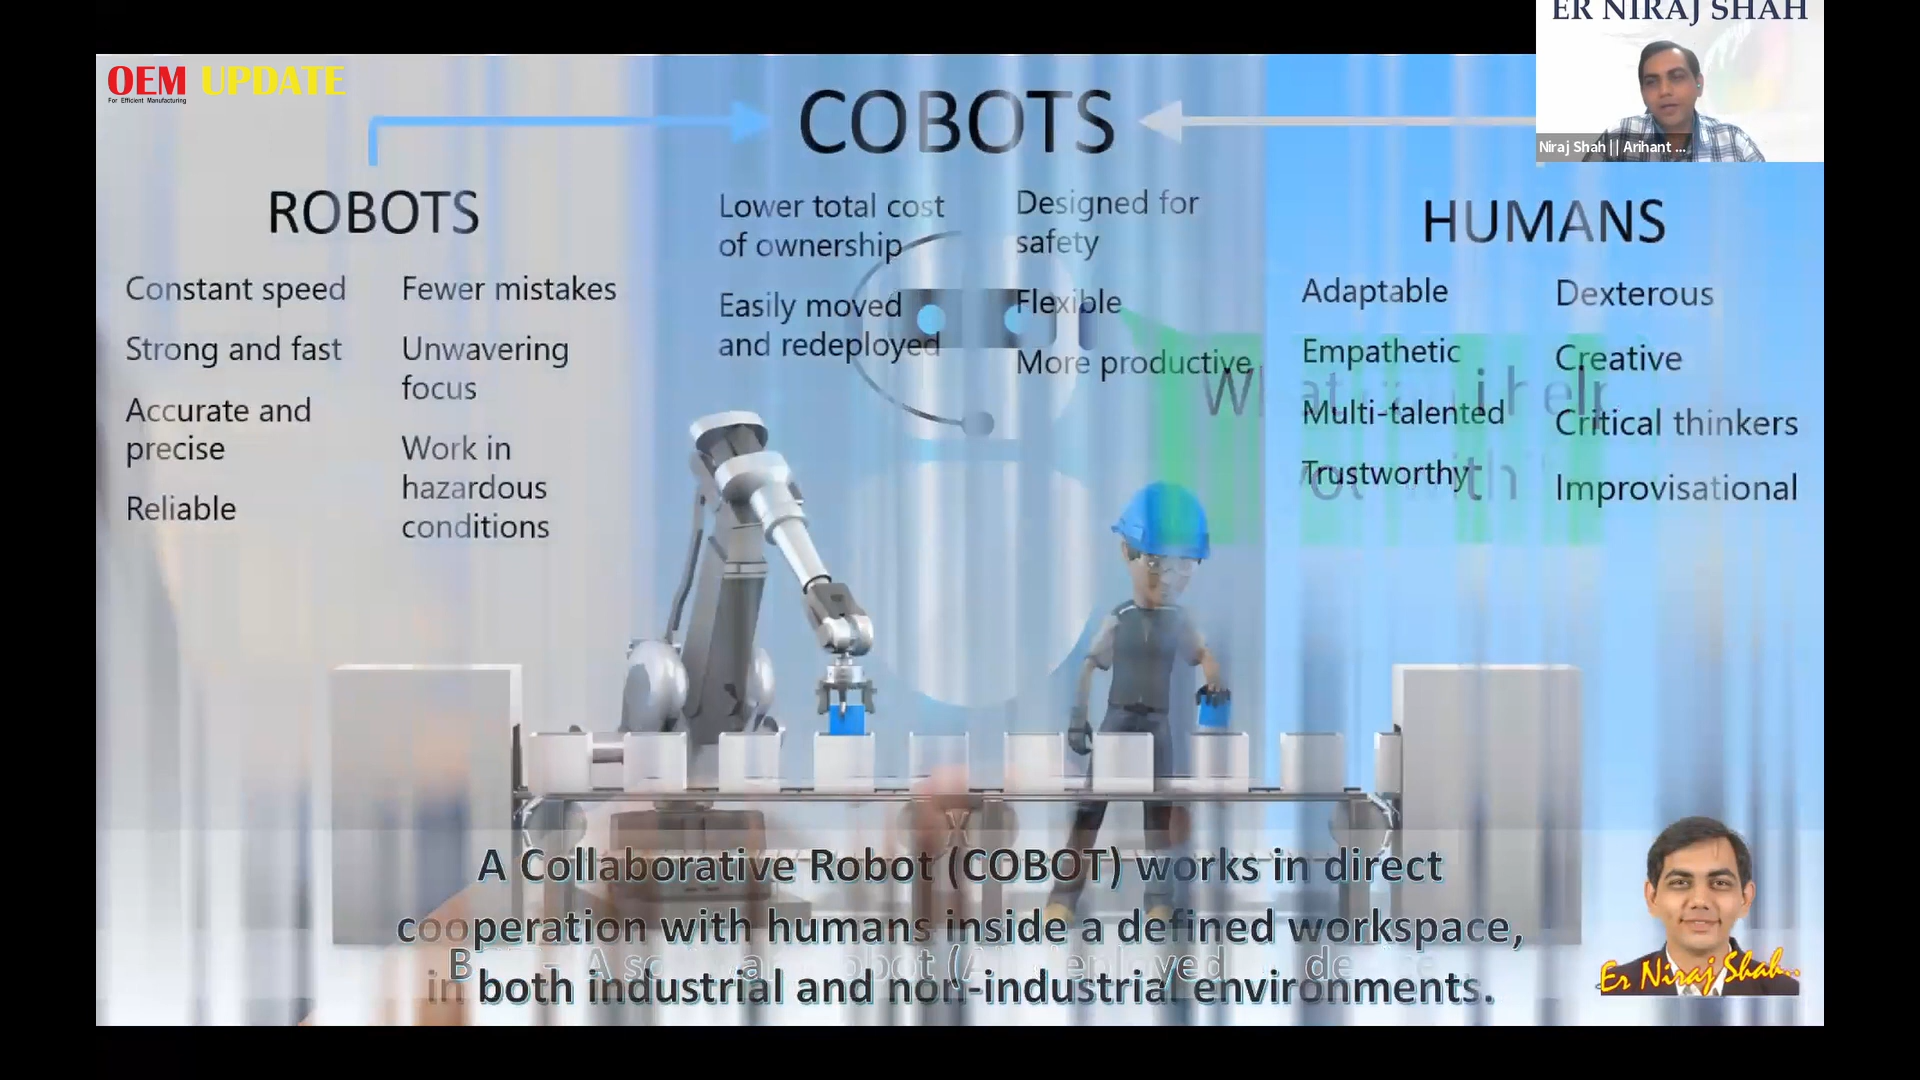 ER NIRAJ SHAH
Niraj Shah || Arihant ...
OEM UPDATE
For Efficient Manufacturing
COBOTS
Lower total cost
of ownership
Easily moved
and redeployed
Designed for
safety
Flexible
More productive
ROBOTS
Constant speed
Strong and fast
Accurate and
precise
Reliable
Fewer mistakes
Unwavering
focus
Work in
hazardous
conditions
HUMANS
Adaptable
Empathetic
Multi-talented
Trustworthy
Dexterous
Creative
Critical thinkers
Improvisational
i help
A Collaborative Robot (COBOT) works in direct
cooperation with humans inside a defined workspace,
in both industrial and non-industrial environments.
Er Niraj Shah..